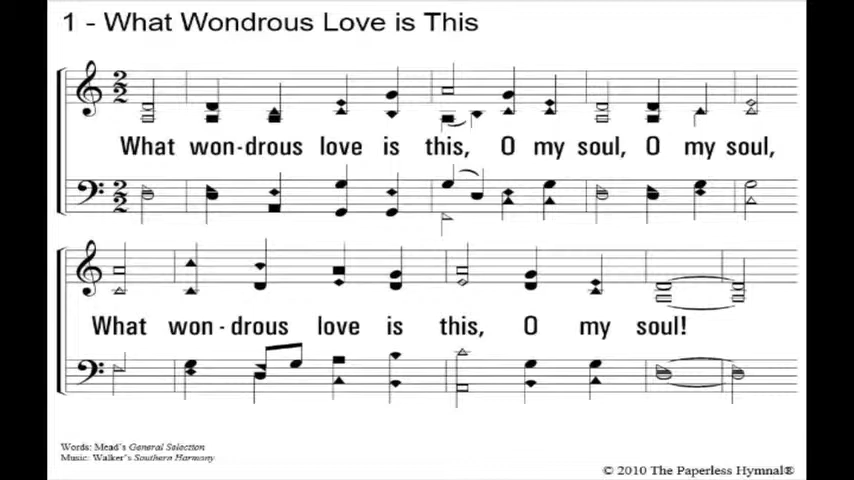 1 - What Wondrous Love is This
What won-drous love is this, O my soul, O my soul,
What won - drous love is this, O my soul!
Words: Mead's General Selection
Music: Walker's Southern Harmony
© 2010 The Paperless Hymnal®